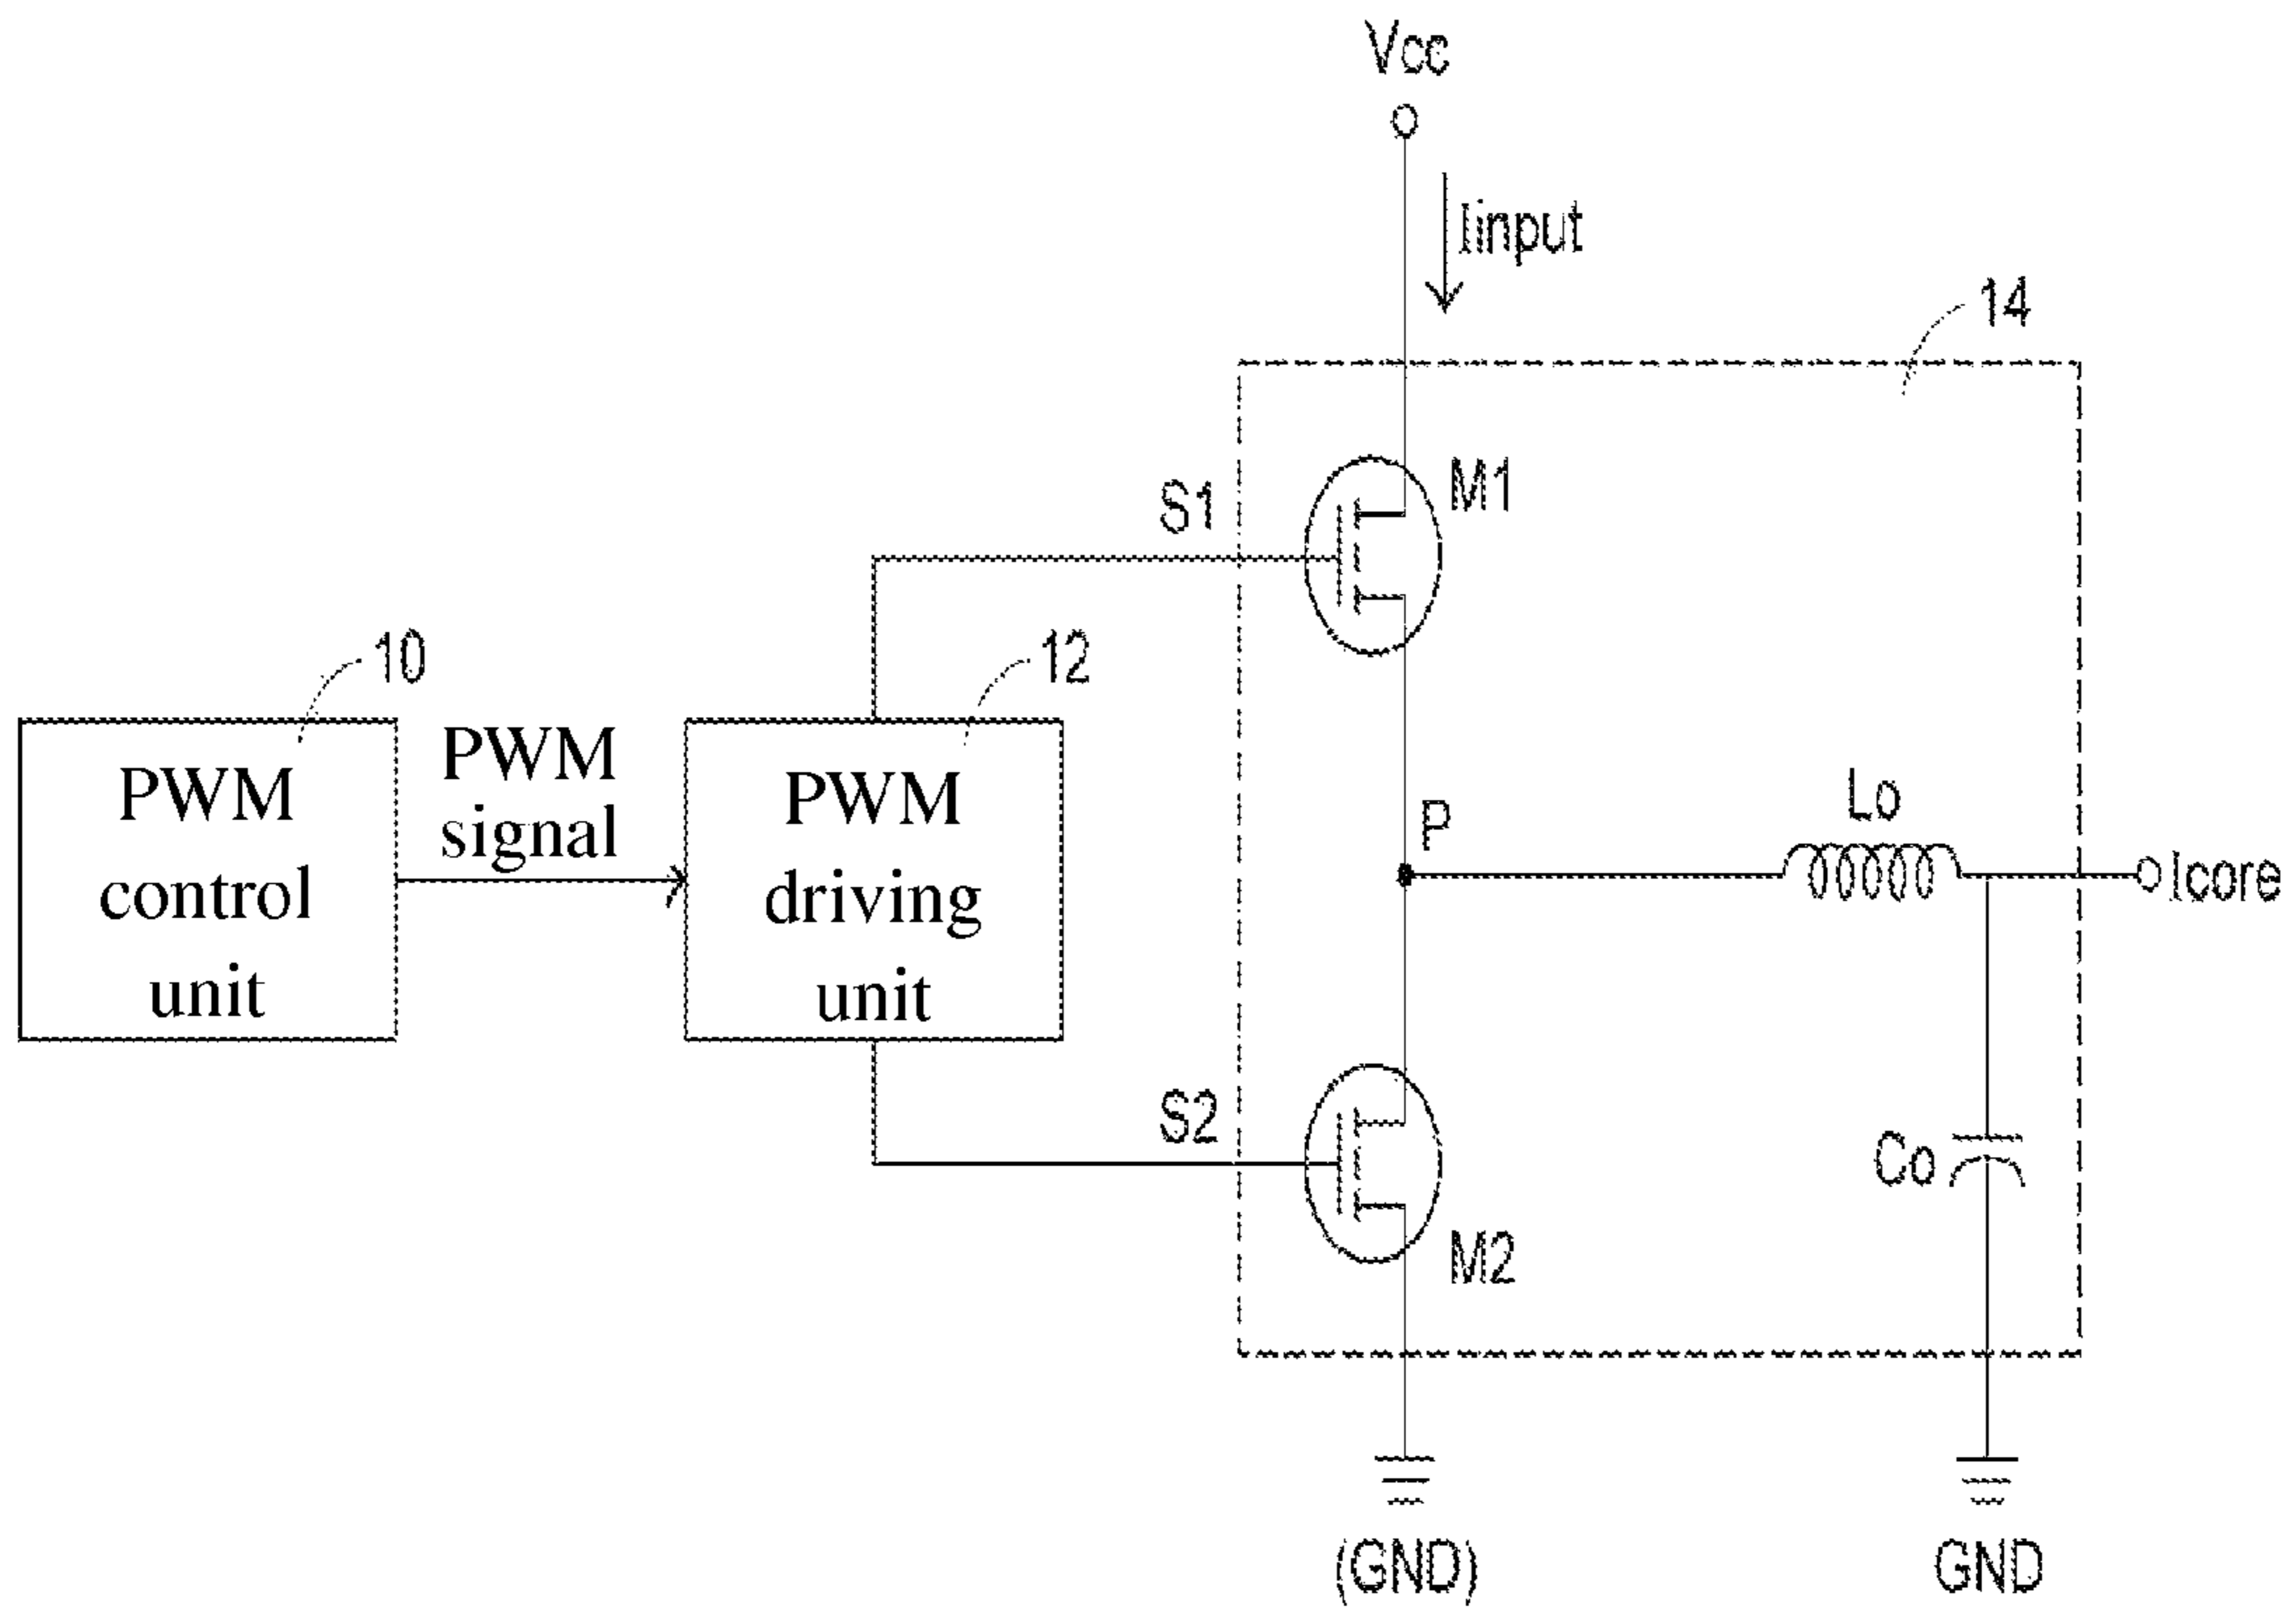 Vcc
Iinput
14
M1
S1
10
12
PWM
control
unit
PWM
signal
PWM
driving
unit
P
Lo
Icore
S2
Co
M2
(GND)
GND